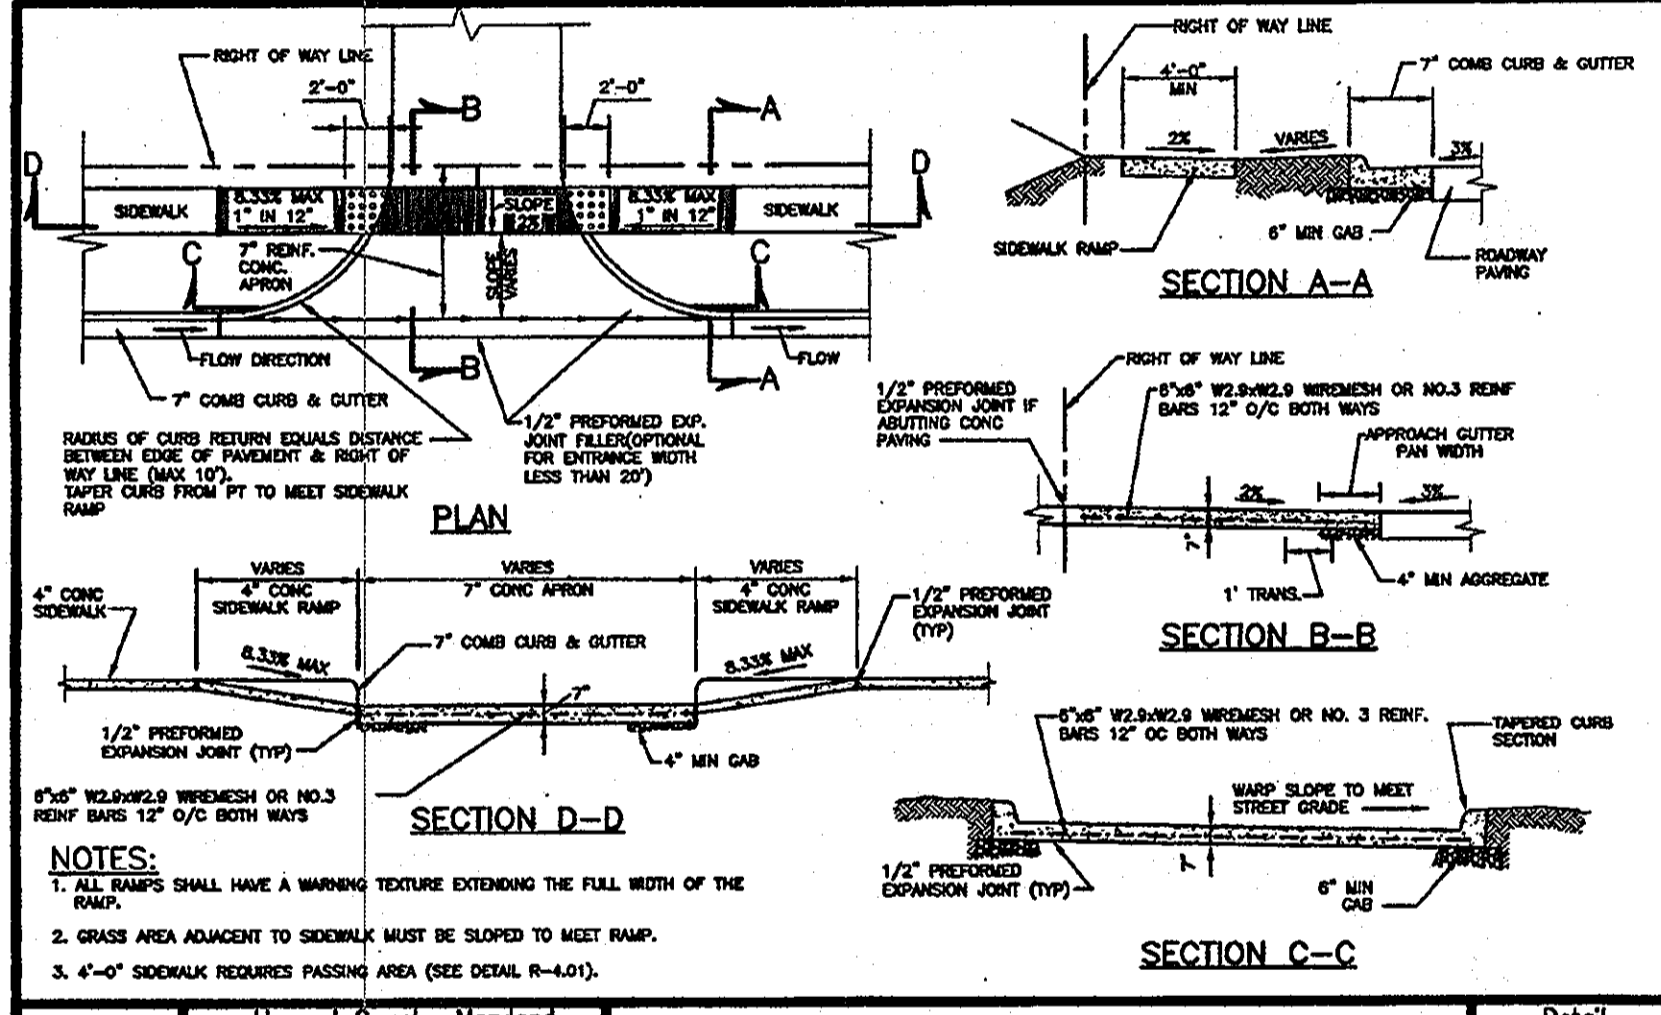 RIGHT OF WAY LINE
2'-0"
2'-0"
B
A
D
D
SIDEWALK
8.33% MAX
1" IN 12"
SLOPE
2%
8.33% MAX
1" IN 12"
SIDEWALK
C
7" REINF.
CONC.
APRON
SLOPE
VARIES
C
FLOW DIRECTION
B
FLOW
A
7" COMB CURB & GUTTER
RADIUS OF CURB RETURN EQUALS DISTANCE
BETWEEN EDGE OF PAVEMENT & RIGHT OF
WAY LINE (MAX 10').
TAPER CURB FROM PT TO MEET SIDEWALK
RAMP
1/2" PREFORMED EXP.
JOINT FILLER(OPTIONAL
FOR ENTRANCE WIDTH
LESS THAN 20')
PLAN
RIGHT OF WAY LINE
4'-0"
MIN
7" COMB CURB & GUTTER
2%
VARIES
3%
SIDEWALK RAMP
6" MIN GAB
ROADWAY
PAVING
SECTION A-A
RIGHT OF WAY LINE
1/2" PREFORMED
EXPANSION JOINT IF
ABUTTING CONC
PAVING
6"x6" W2.9xW2.9 WIREMESH OR NO.3 REINF
BARS 12" O/C BOTH WAYS
APPROACH GUTTER
PAN WIDTH
2%
3%
7"
1' TRANS.
4" MIN AGGREGATE
SECTION B-B
4" CONC
SIDEWALK
VARIES
4" CONC
SIDEWALK RAMP
VARIES
7" CONC APRON
VARIES
4" CONC
SIDEWALK RAMP
1/2" PREFORMED
EXPANSION JOINT
(TYP)
8.33% MAX
7" COMB CURB & GUTTER
8.33% MAX
7"
1/2" PREFORMED
EXPANSION JOINT (TYP)
4" MIN GAB
6"x6" W2.9xW2.9 WIREMESH OR NO.3
REINF BARS 12" O/C BOTH WAYS
SECTION D-D
6"x6" W2.9xW2.9 WIREMESH OR NO. 3 REINF.
BARS 12" OC BOTH WAYS
TAPERED CURB
SECTION
WARP SLOPE TO MEET
STREET GRADE
1/2" PREFORMED
EXPANSION JOINT (TYP)
7"
6" MIN
GAB
SECTION C-C
NOTES:
1. ALL RAMPS SHALL HAVE A WARNING TEXTURE EXTENDING THE FULL WIDTH OF THE
RAMP.
2. GRASS AREA ADJACENT TO SIDEWALK MUST BE SLOPED TO MEET RAMP.
3. 4'-0" SIDEWALK REQUIRES PASSING AREA (SEE DETAIL R-4.01).
Detail